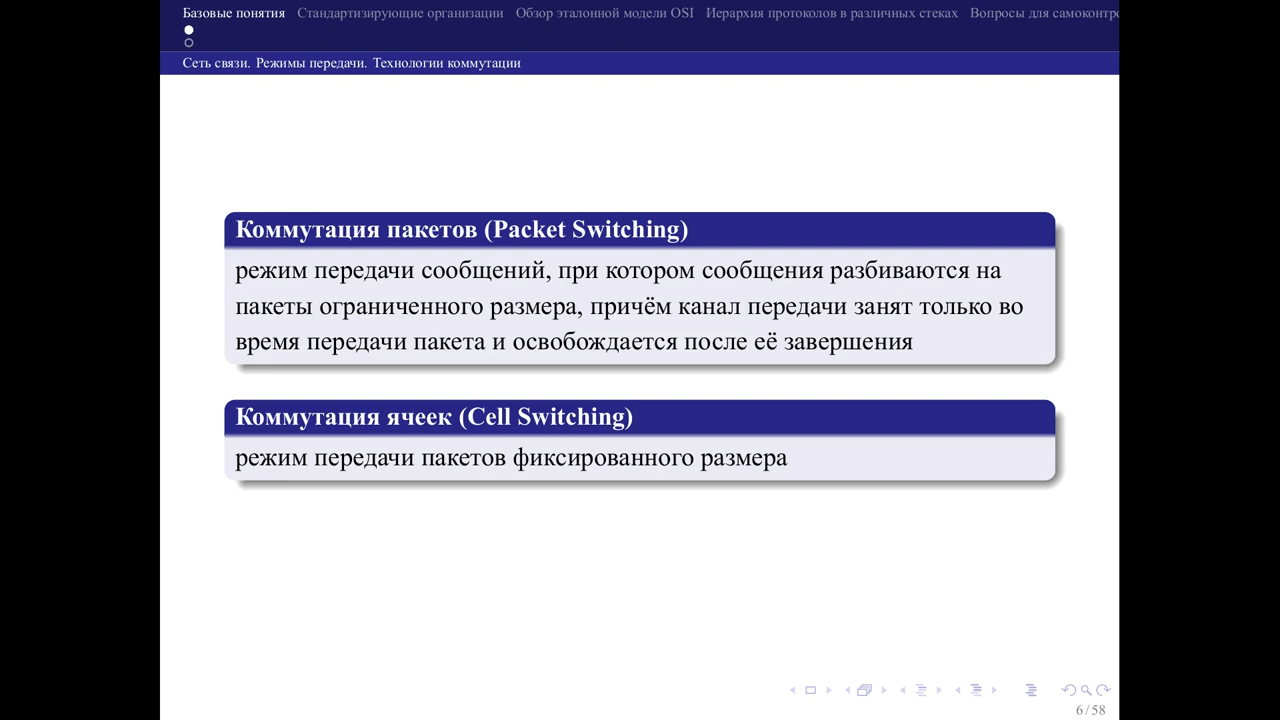 Базовые понятия Стандартизирующие организации Обзор эталонной модели OSI Иерархия протоколов в различных стеках Вопросы для самоконтро
Сеть связи. Режимы передачи. Технологии коммутации
Коммутация пакетов (Packet Switching)
режим передачи сообщений, при котором сообщения разбиваются на
пакеты ограниченного размера, причём канал передачи занят только во
время передачи пакета и освобождается после её завершения
Коммутация ячеек (Cell Switching)
режим передачи пакетов фиксированного размера
6 / 58